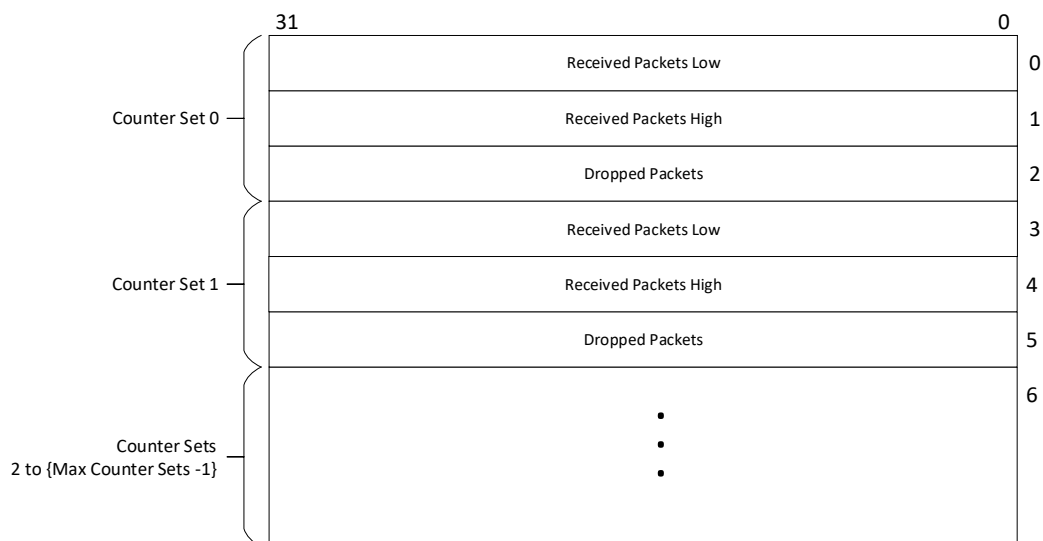 31 0
Received Packets Low 0
Counter Set 0 Received Packets High 1
Dropped Packets 2
Received Packets Low 3
Counter Set 1 Received Packets High 4
Dropped Packets 5
6
Counter Sets
2 to {Max Counter Sets -1}